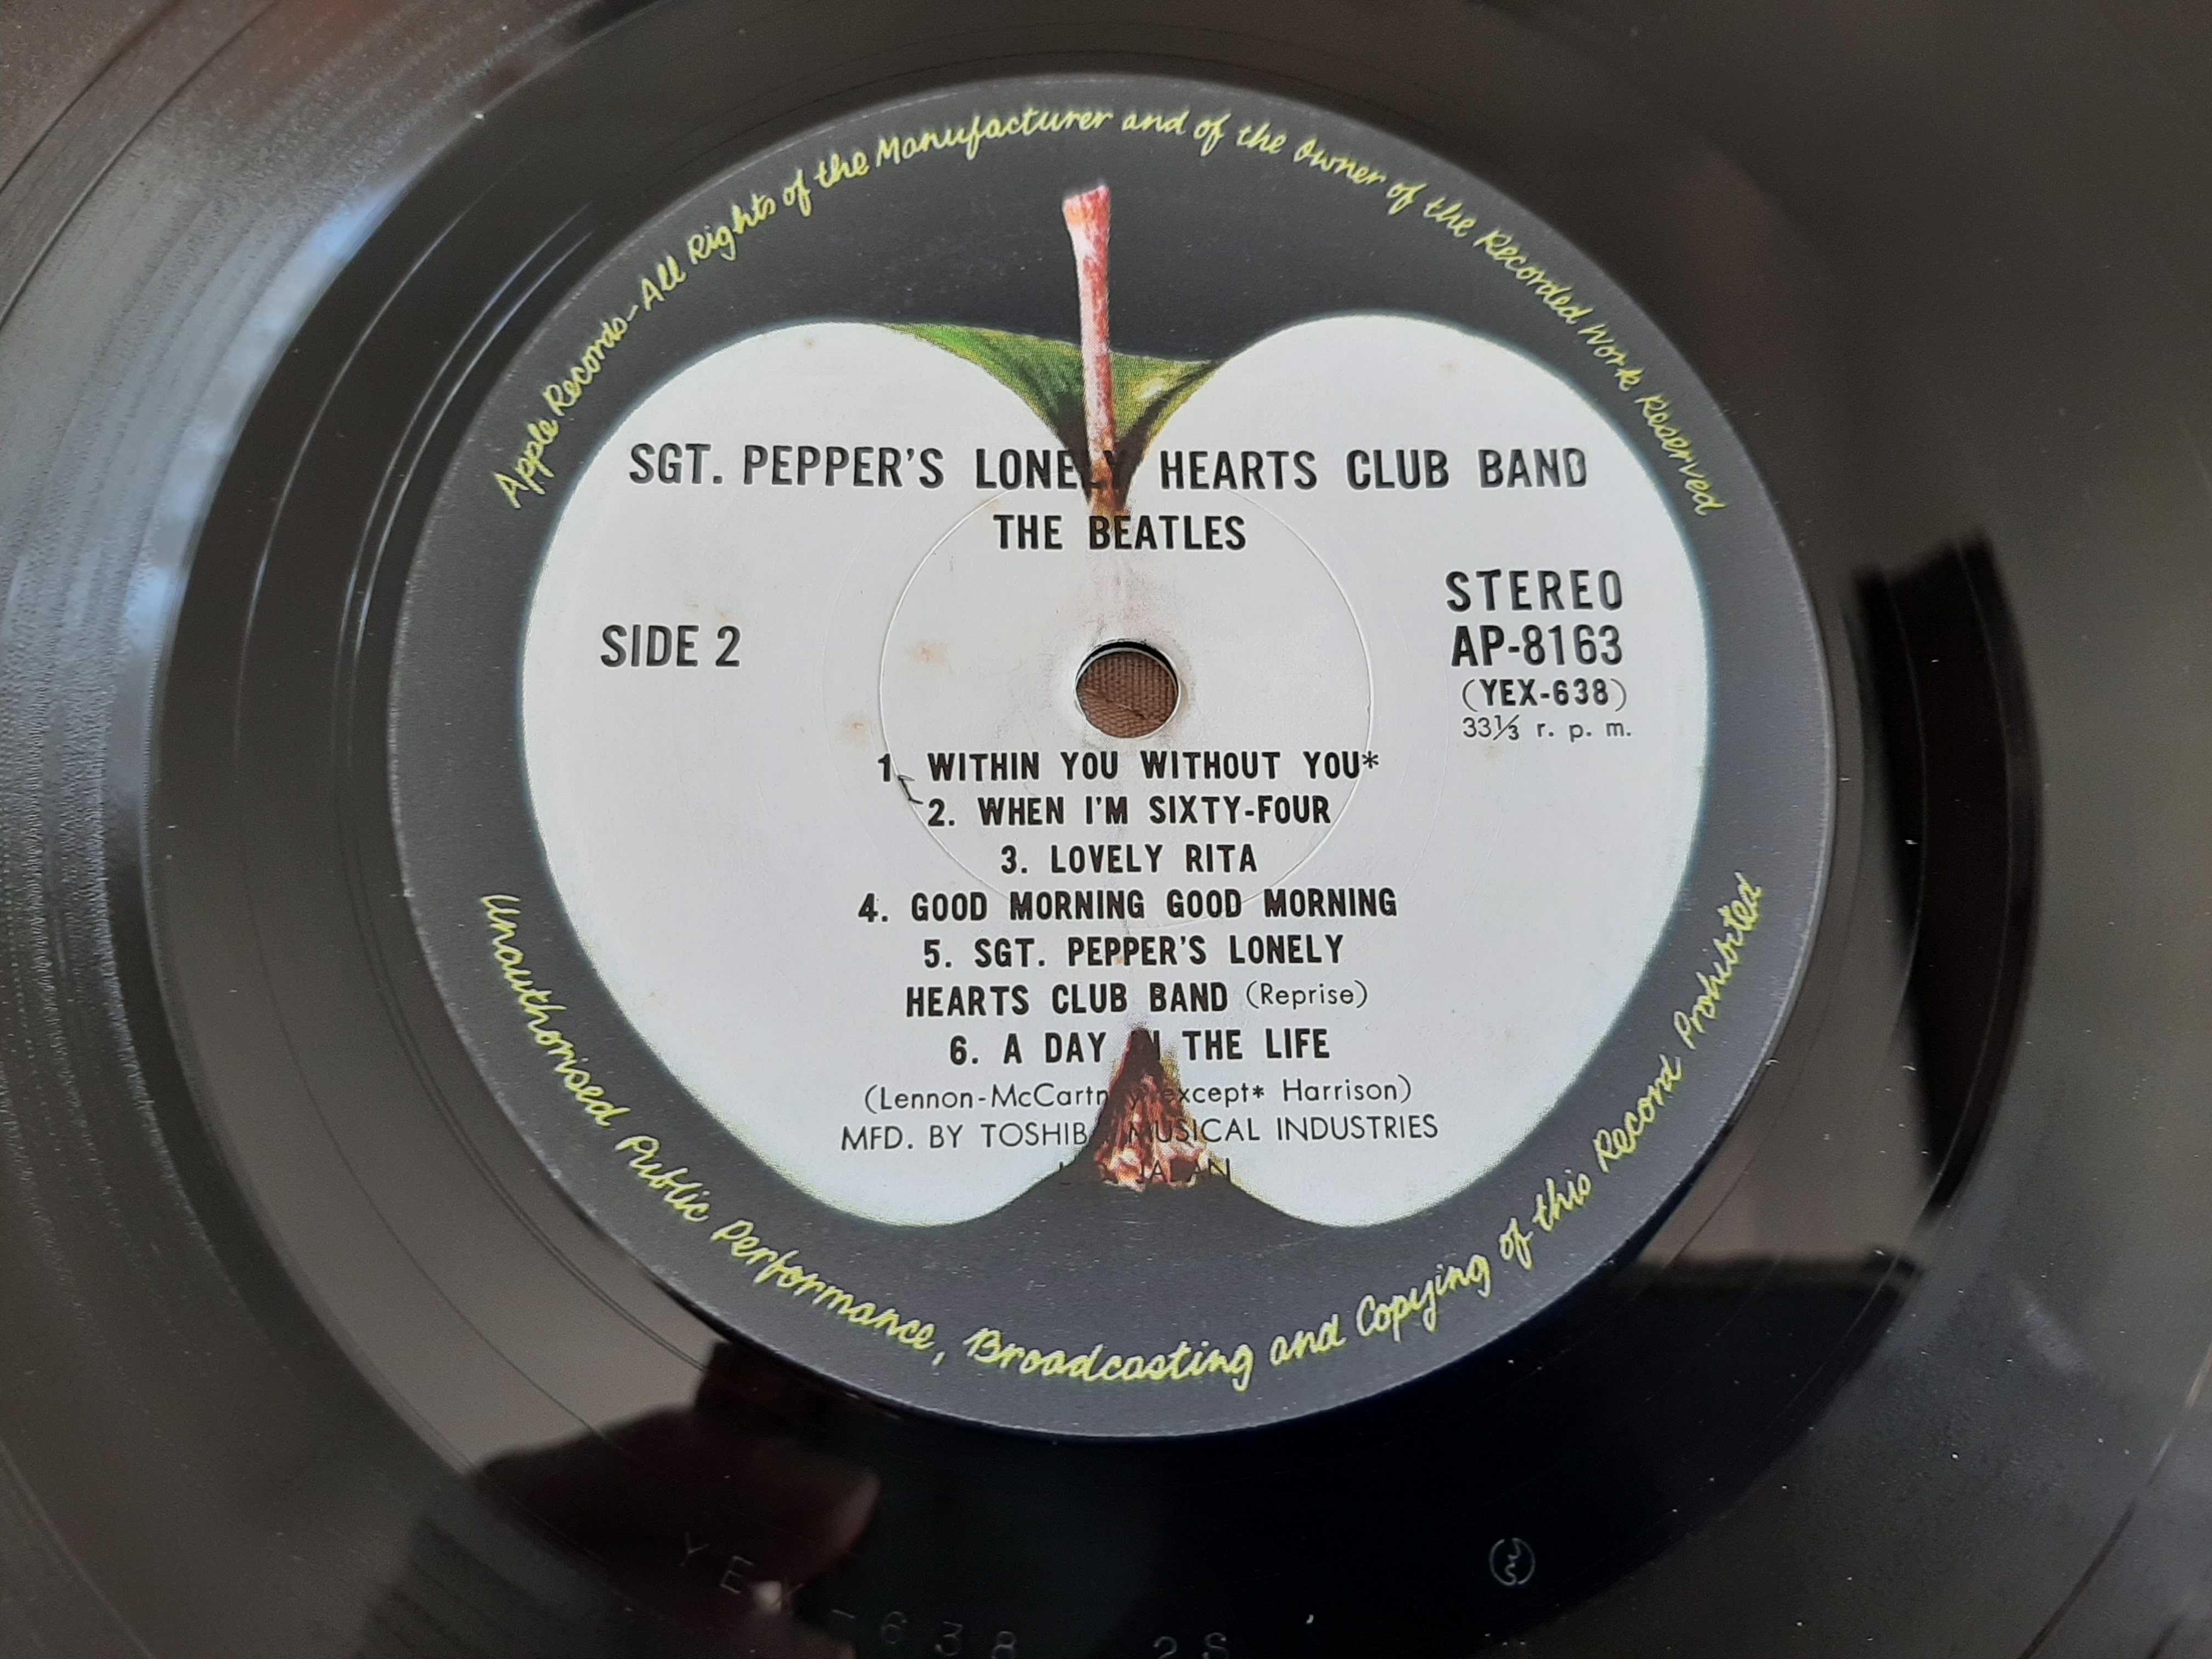 Apple Records-All Rights of the Manufacturer and of the Owner of the Recorded Work Reserved
SGT. PEPPER'S LONELY HEARTS CLUB BAND
THE BEATLES
SIDE 2
STEREO
AP-8163
(YEX-638)
33⅓ r. p. m.
1. WITHIN YOU WITHOUT YOU*
2. WHEN I'M SIXTY-FOUR
3. LOVELY RITA
4. GOOD MORNING GOOD MORNING
5. SGT. PEPPER'S LONELY
HEARTS CLUB BAND (Reprise)
6. A DAY IN THE LIFE
(Lennon-McCartney except* Harrison)
MFD. BY TOSHIBA MUSICAL INDUSTRIES
JAPAN
Unauthorised Public Performance, Broadcasting and Copying of this Record Prohibited
YEX-638 2S